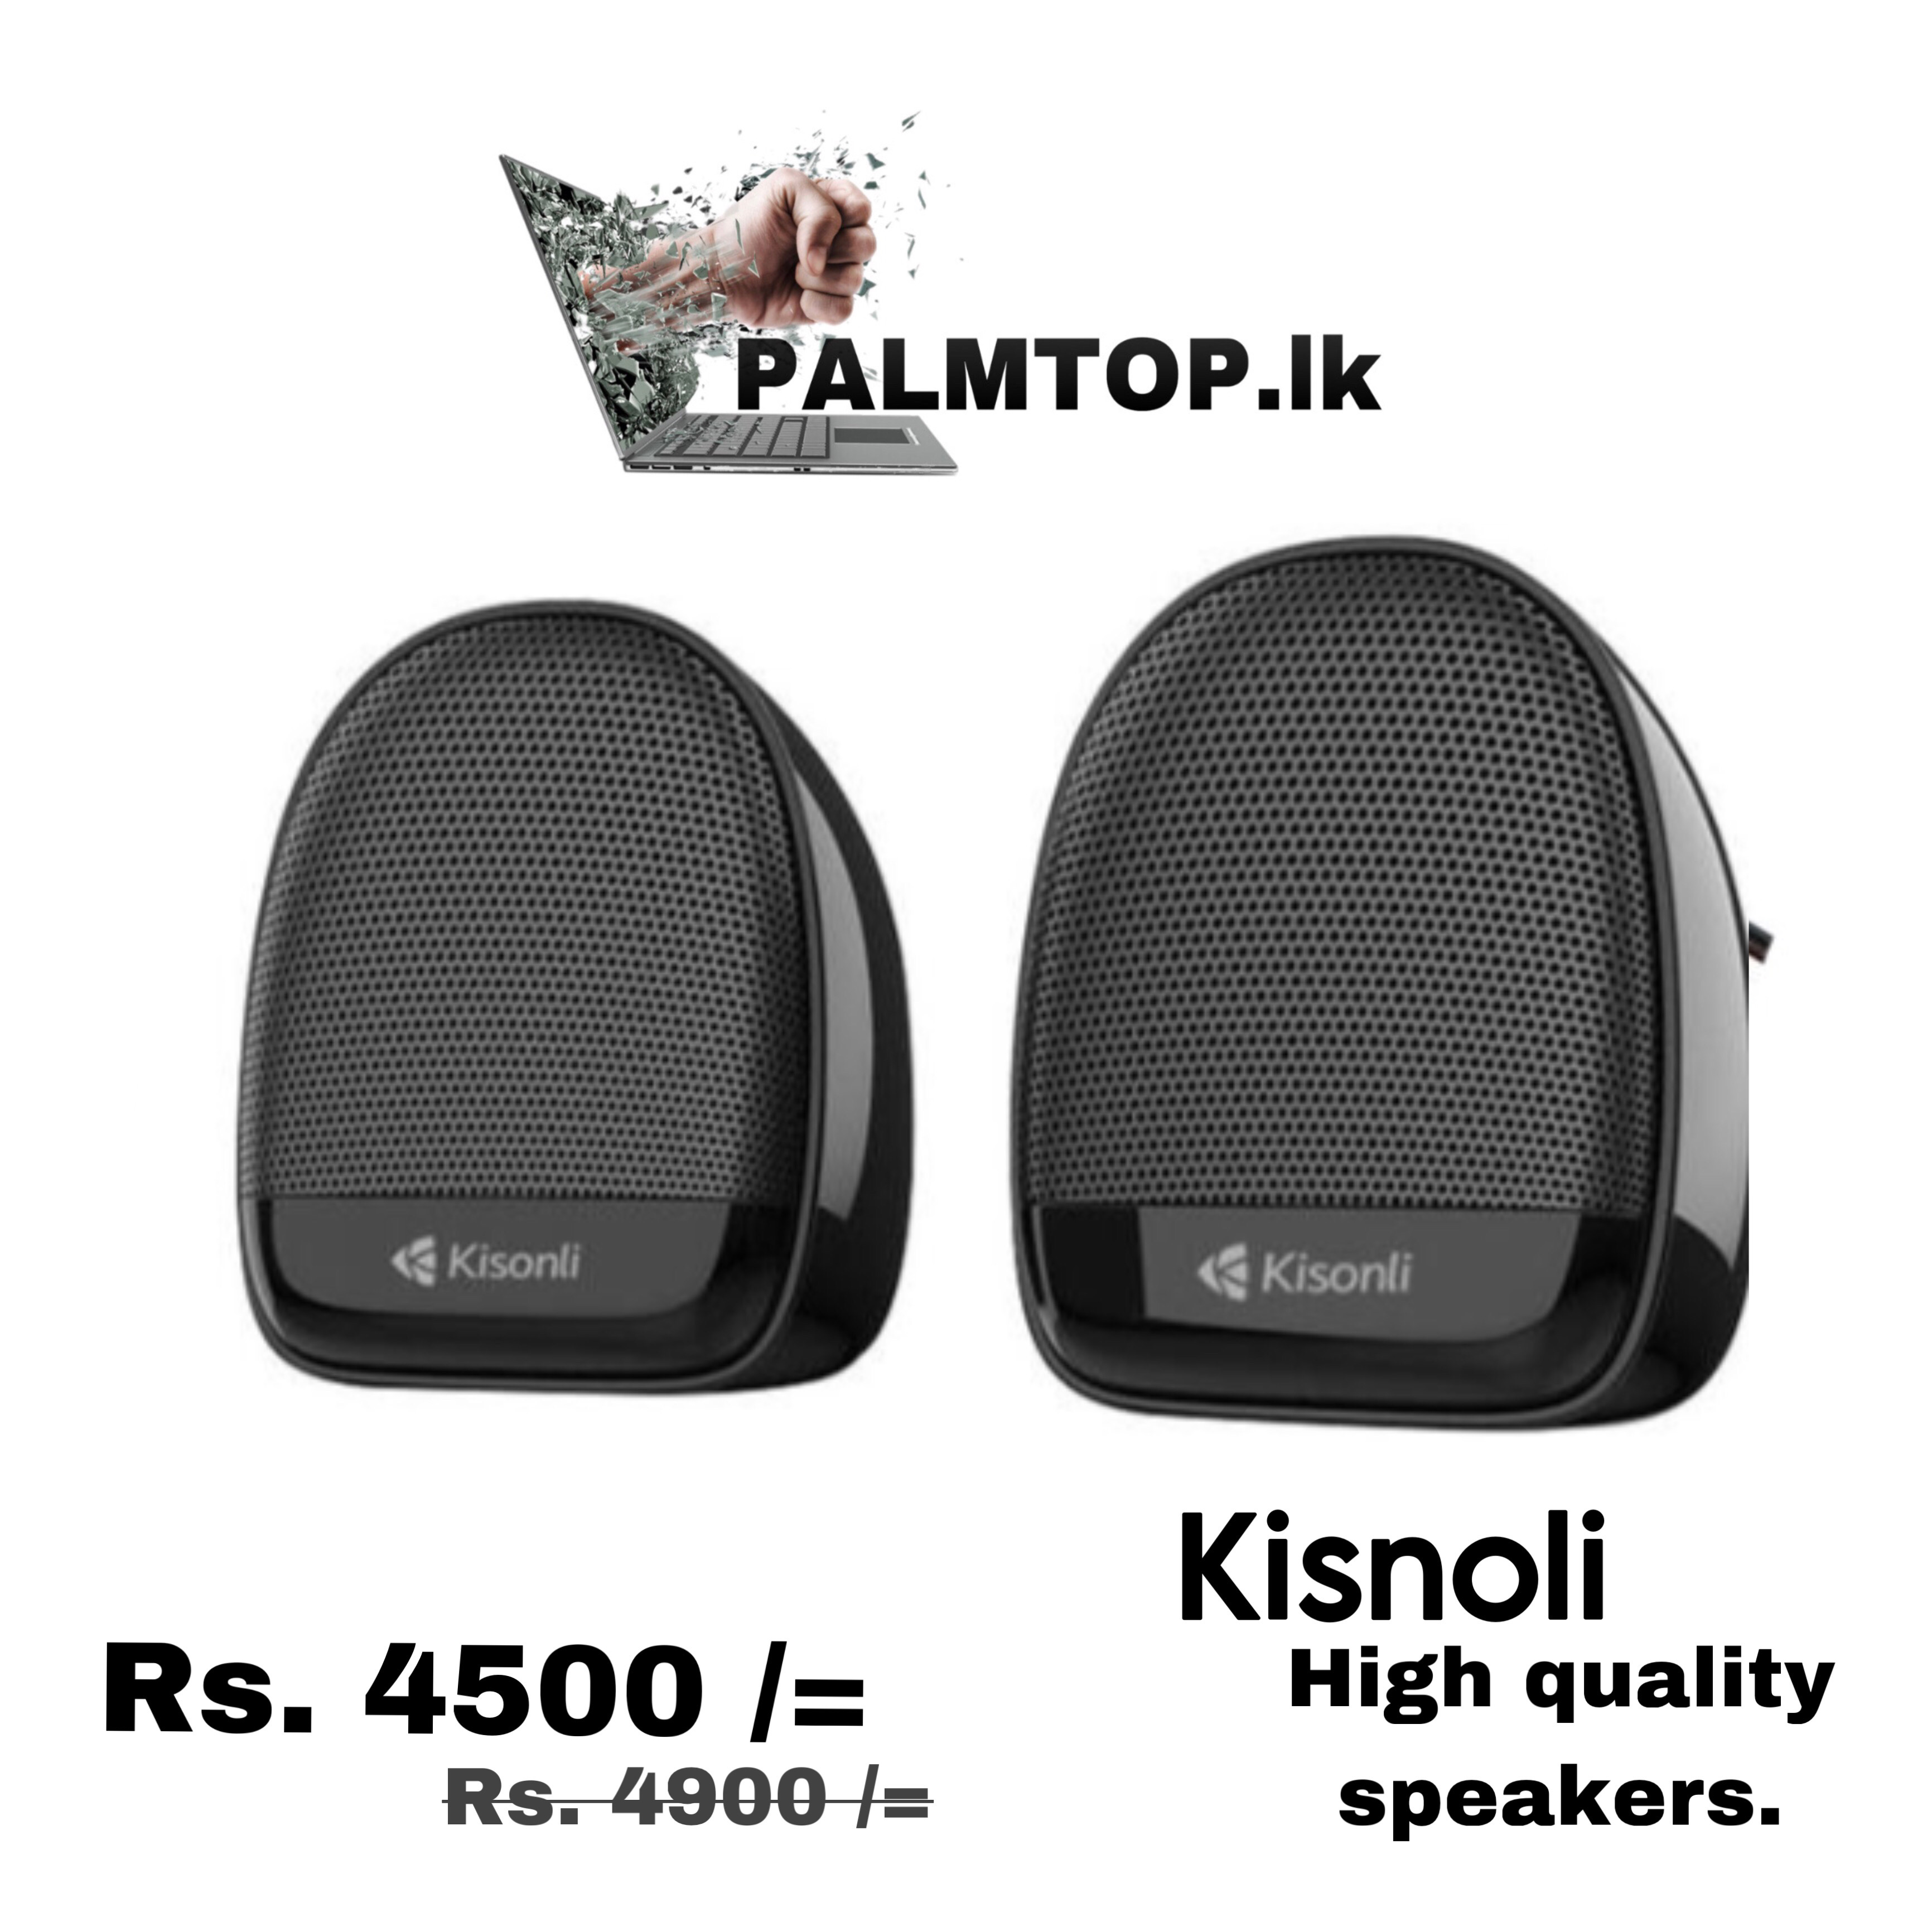 PALMTOP.lk
Kisonli
Kisonli
Kisnoli
High quality
speakers.
Rs. 4500 /=
Rs. 4900 /=